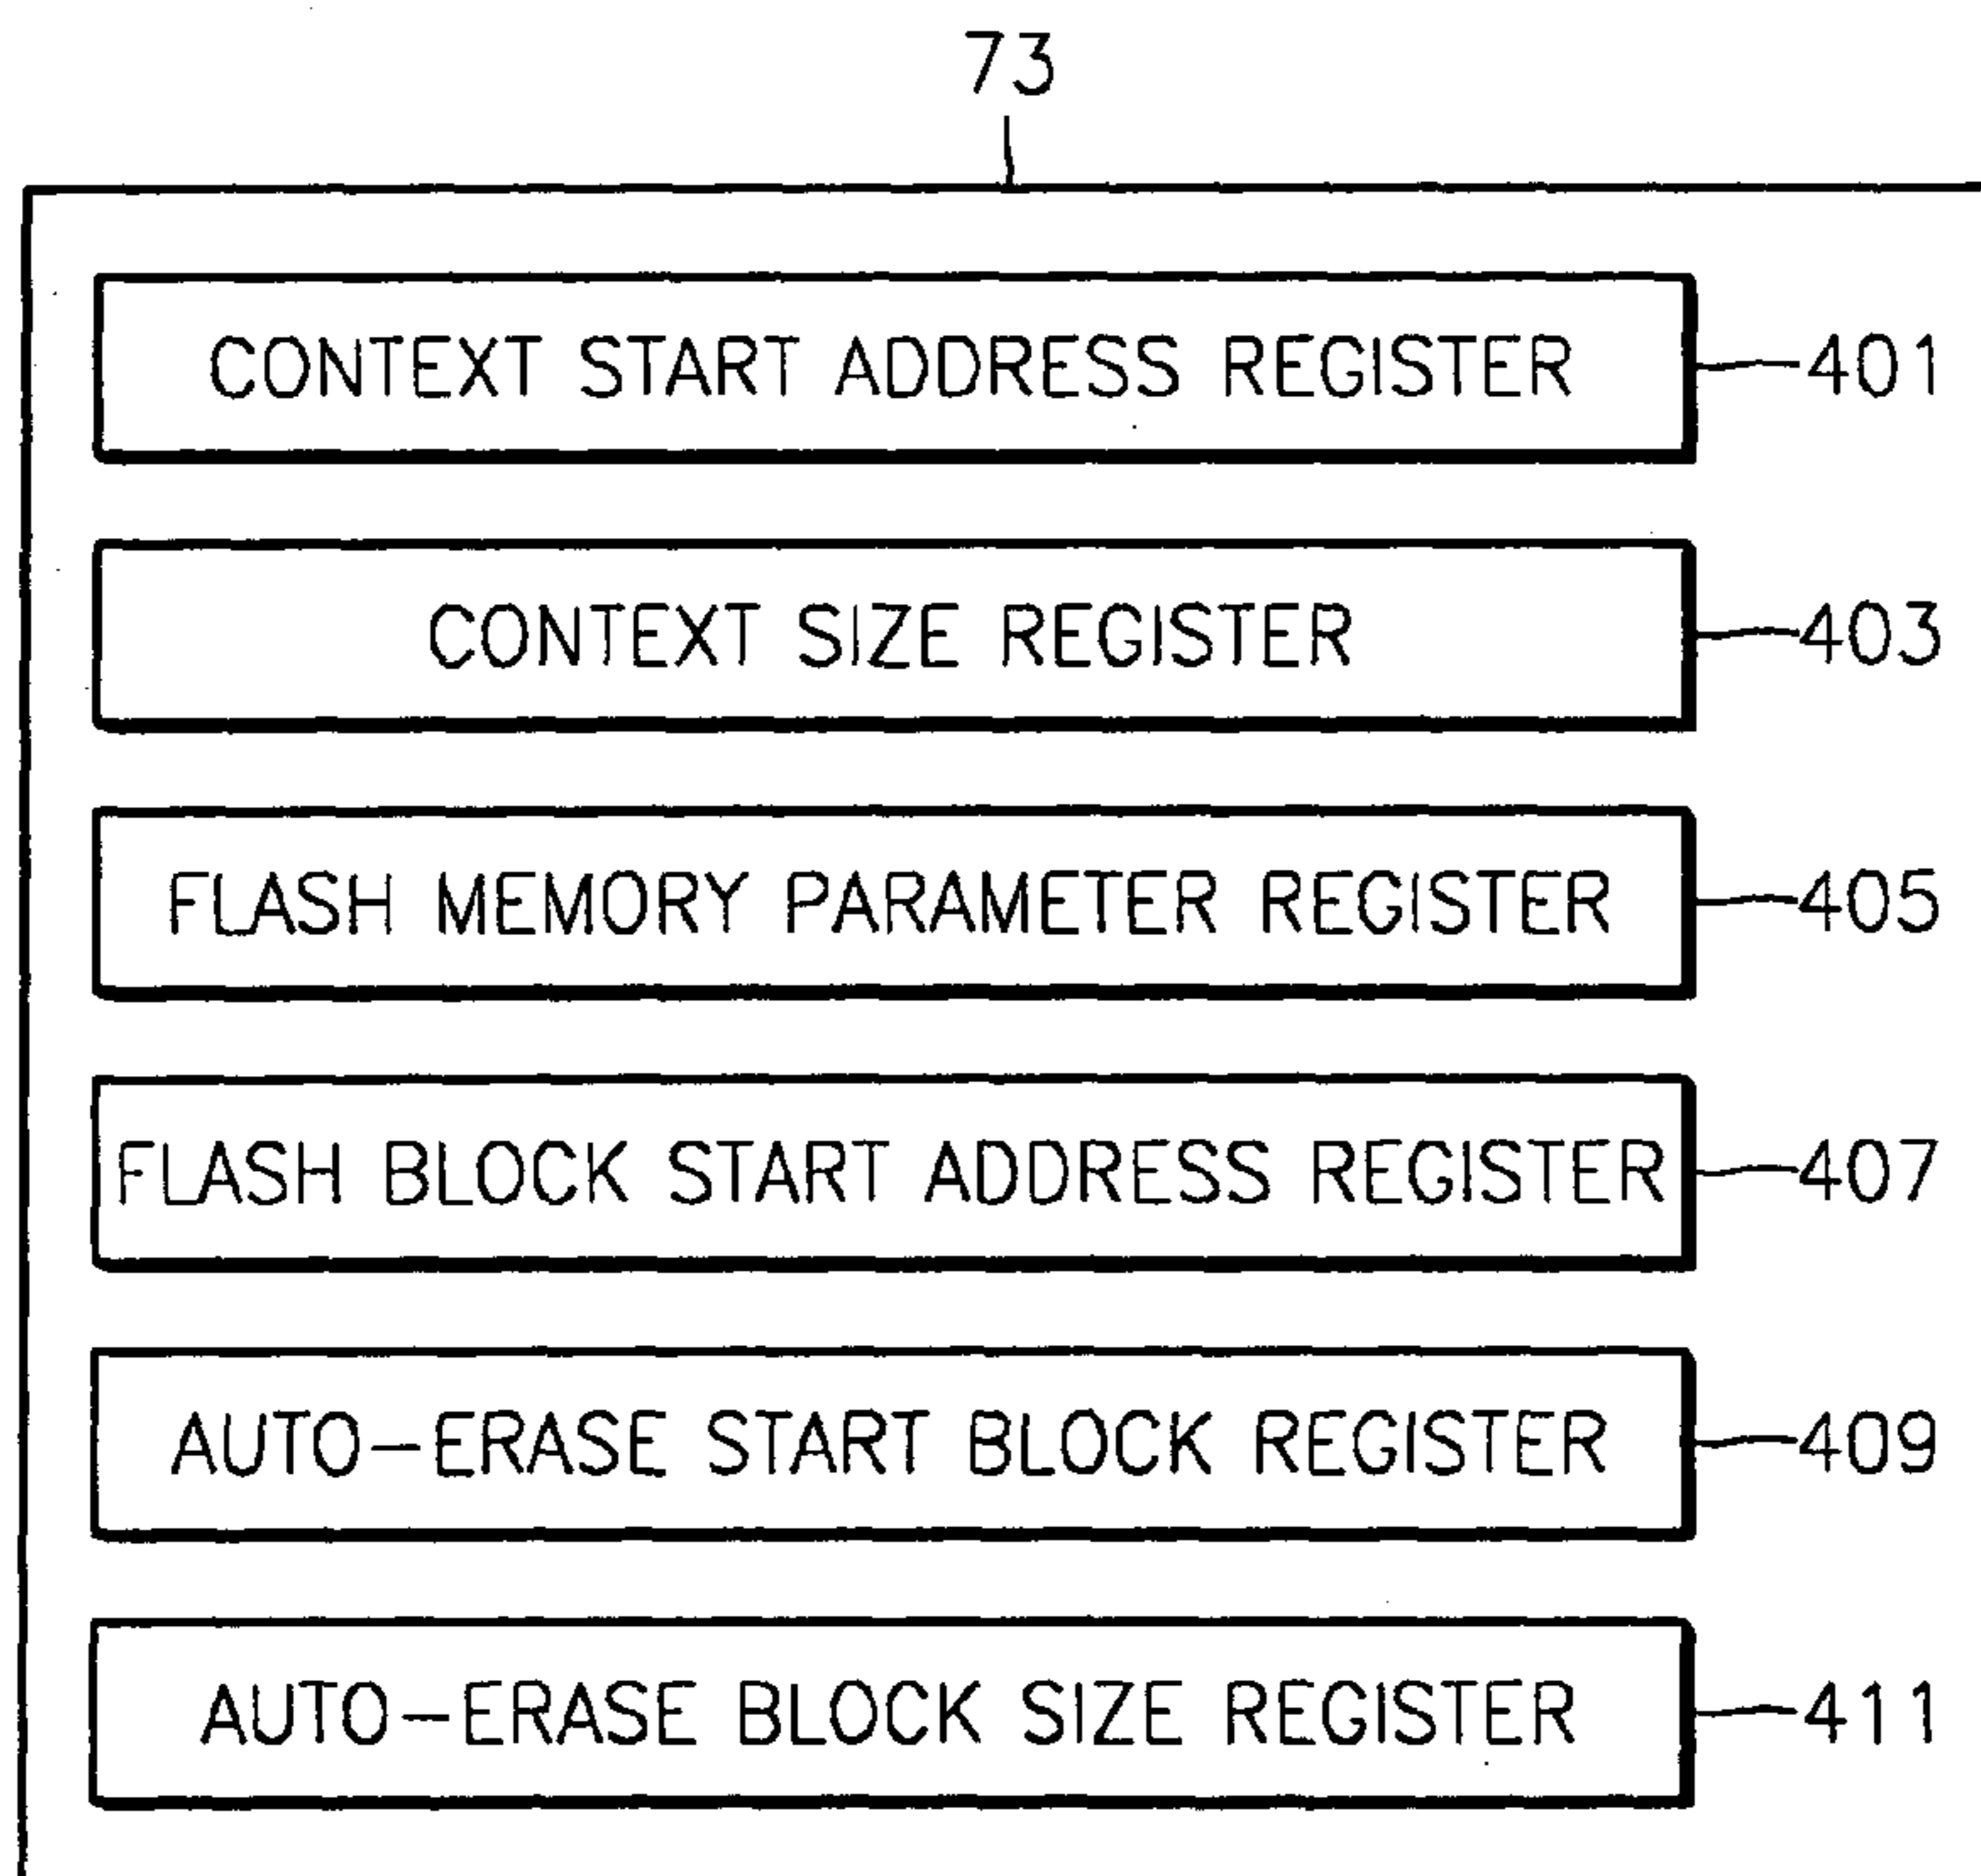 73
CONTEXT START ADDRESS REGISTER 401
CONTEXT SIZE REGISTER 403
FLASH MEMORY PARAMETER REGISTER 405
FLASH BLOCK START ADDRESS REGISTER 407
AUTO-ERASE START BLOCK REGISTER 409
AUTO-ERASE BLOCK SIZE REGISTER 411